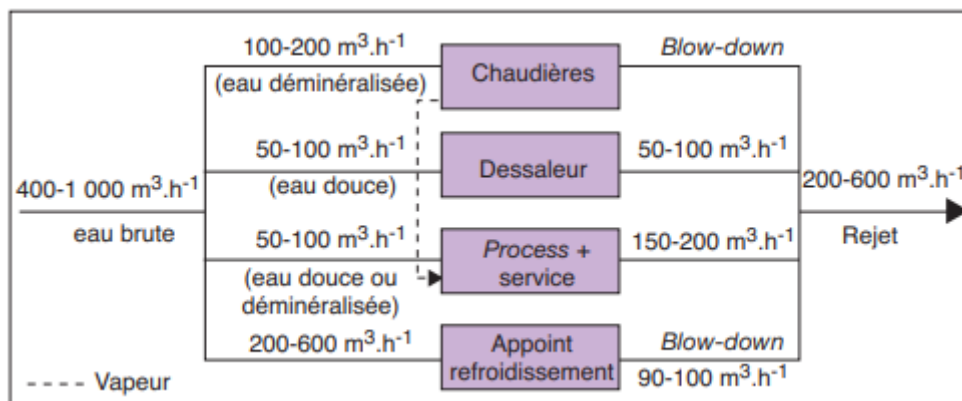 100-200 m³.h⁻¹
(eau déminéralisée)
Chaudières
Blow-down
50-100 m³.h⁻¹
(eau douce)
Dessaleur
50-100 m³.h⁻¹
400-1 000 m³.h⁻¹
eau brute
200-600 m³.h⁻¹
Rejet
50-100 m³.h⁻¹
(eau douce ou
déminéralisée)
Process +
service
150-200 m³.h⁻¹
200-600 m³.h⁻¹
Appoint
refroidissement
Blow-down
90-100 m³.h⁻¹
Vapeur